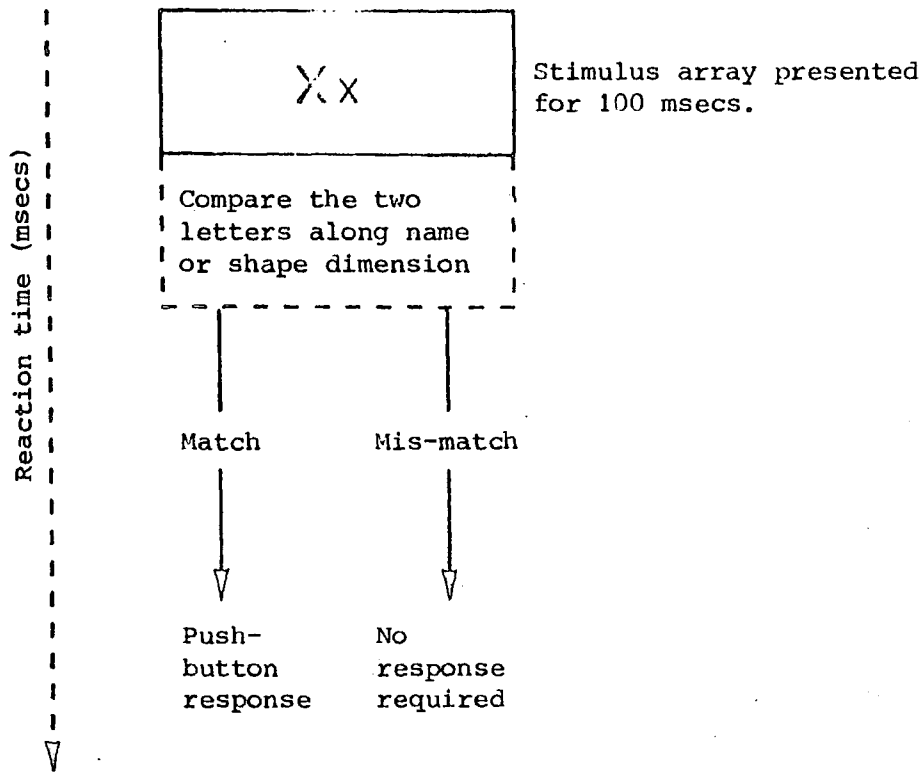 Xx
Stimulus array presented
for 100 msecs.
Reaction time (msecs)
Compare the two
letters along name
or shape dimension
Match
Mis-match
Push-
button
response
No
response
required